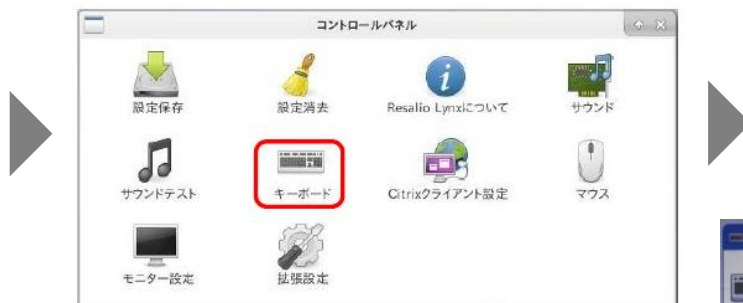 コントロールパネル
設定保存
設定消去
Resalio Lynxについて
サウンド
サウンドテスト
キーボード
Citrixクライアント設定
マウス
モニター設定
拡張設定